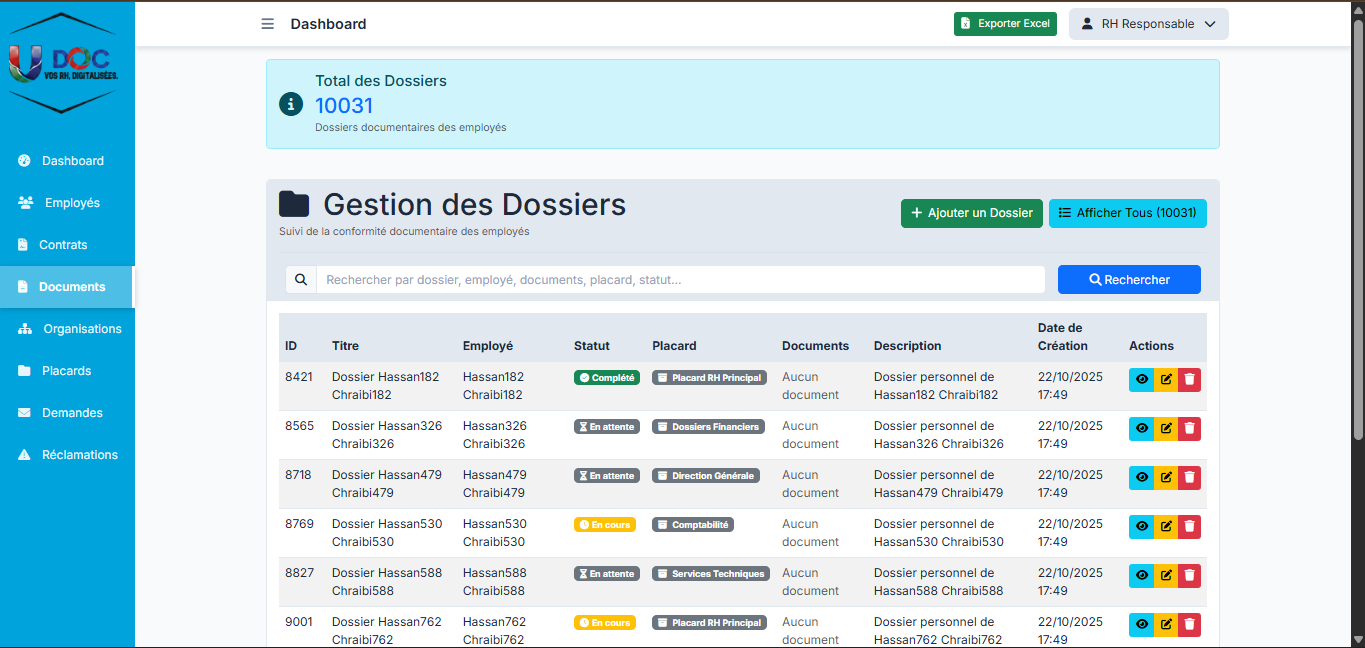 UDOC
VOS RH, DIGITALISÉES.
Dashboard
Employés
Contrats
Documents
Organisations
Placards
Demandes
Réclamations
Dashboard
Exporter Excel
RH Responsable
Total des Dossiers
10031
Dossiers documentaires des employés
Gestion des Dossiers
Suivi de la conformité documentaire des employés
+ Ajouter un Dossier
Afficher Tous (10031)
Rechercher par dossier, employé, documents, placard, statut...
Rechercher
ID Titre Employé Statut Placard Documents Description Date de Création Actions
8421 Dossier Hassan182 Chraibi182 Hassan182 Chraibi182 Complété Placard RH Principal Aucun document Dossier personnel de Hassan182 Chraibi182 22/10/2025 17:49
8565 Dossier Hassan326 Chraibi326 Hassan326 Chraibi326 En attente Dossiers Financiers Aucun document Dossier personnel de Hassan326 Chraibi326 22/10/2025 17:49
8718 Dossier Hassan479 Chraibi479 Hassan479 Chraibi479 En attente Direction Générale Aucun document Dossier personnel de Hassan479 Chraibi479 22/10/2025 17:49
8769 Dossier Hassan530 Chraibi530 Hassan530 Chraibi530 En cours Comptabilité Aucun document Dossier personnel de Hassan530 Chraibi530 22/10/2025 17:49
8827 Dossier Hassan588 Chraibi588 Hassan588 Chraibi588 En attente Services Techniques Aucun document Dossier personnel de Hassan588 Chraibi588 22/10/2025 17:49
9001 Dossier Hassan762 Chraibi762 Hassan762 Chraibi762 En cours Placard RH Principal Aucun document Dossier personnel de Hassan762 Chraibi762 22/10/2025 17:49